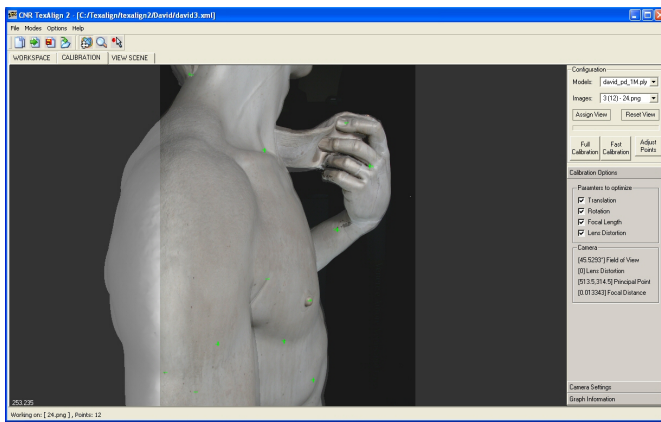 CNR TexAlign 2 - [C:/Texalign/texalign2/David/david3.xml]
File Modes Options Help
WORKSPACE CALIBRATION VIEW SCENE
Configuration
Models: david_pd_1M.ply
Images: 3 (12) - 24.png
Assign View Reset View
Full Calibration Fast Calibration Adjust Points
Calibration Options
Paramters to optimize
Translation
Rotation
Focal Length
Lens Distortion
Camera
[45.5293°] Field of View
[0] Lens Distortion
[513.5,314.5] Principal Point
[0.013343] Focal Distance
Camera Settings
Graph Information
253.235
Working on: [ 24.png ] , Points: 12